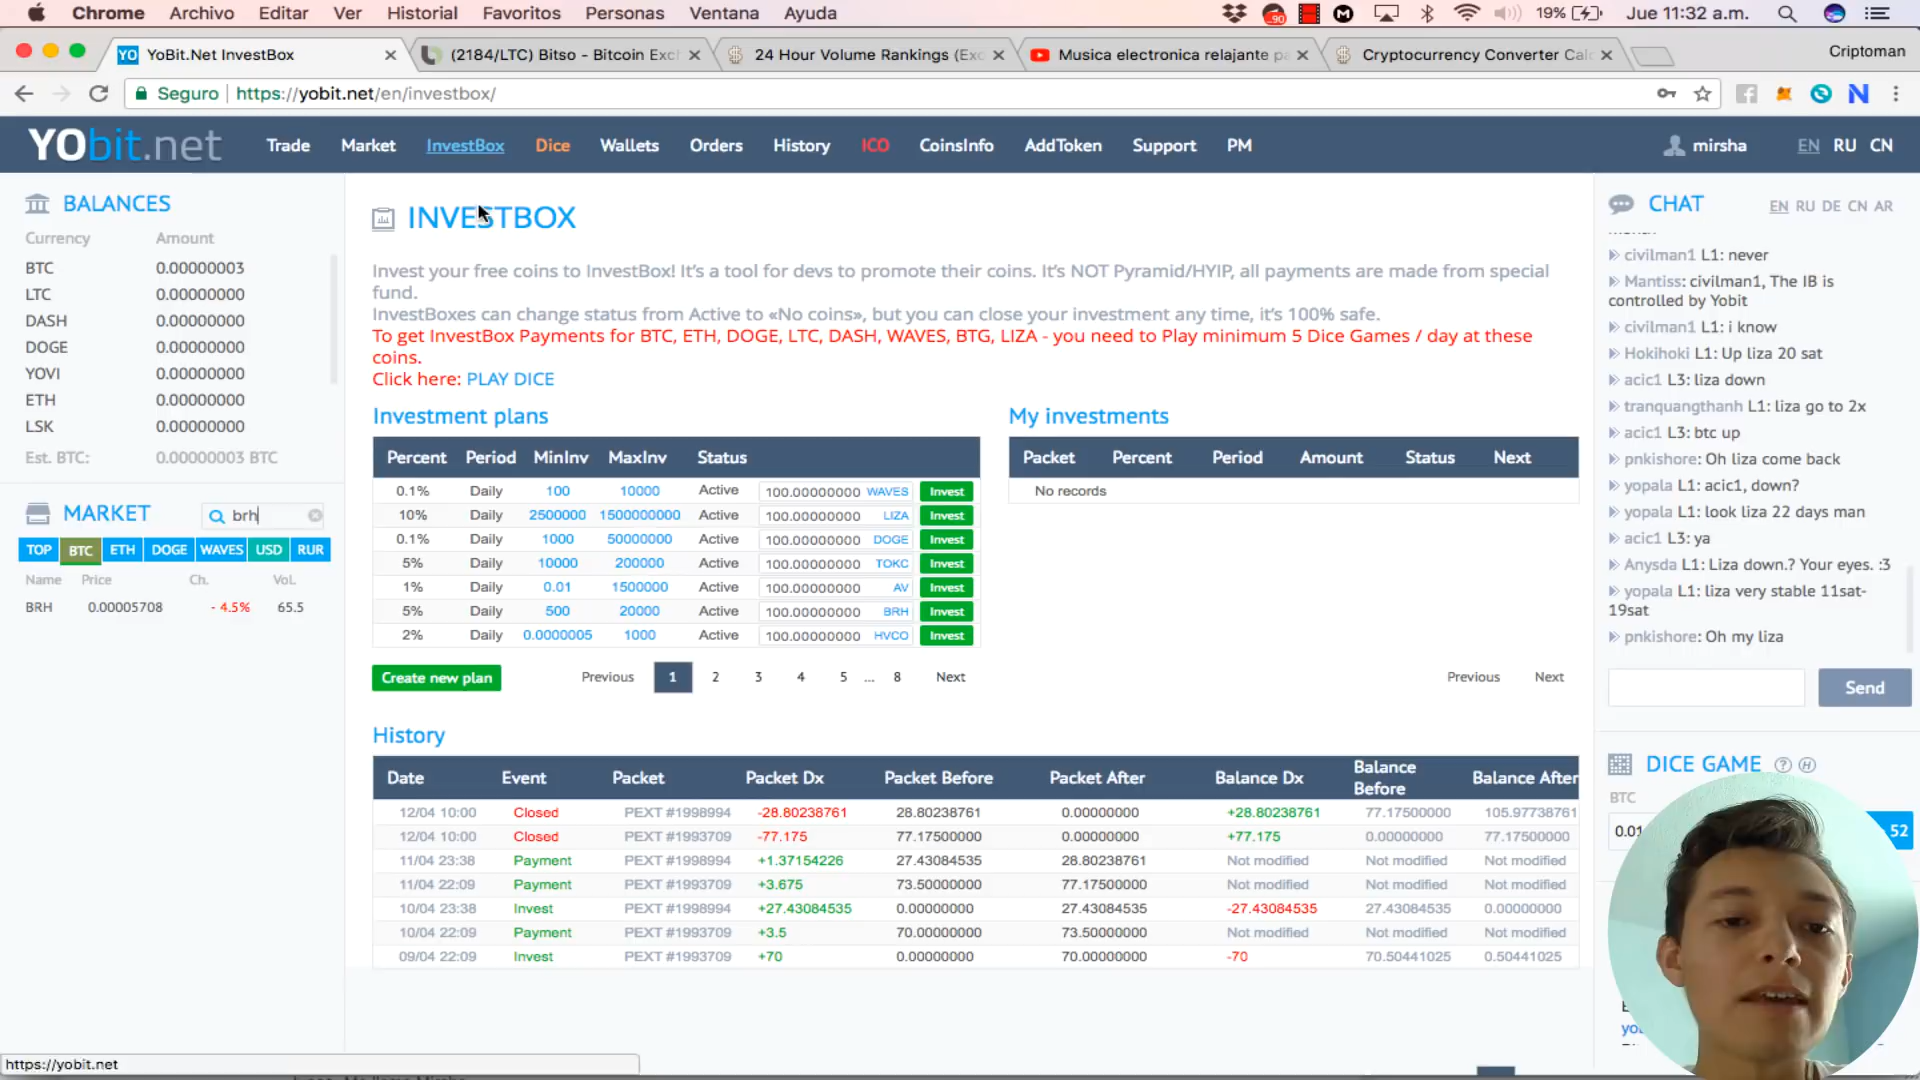 Chrome Archivo Editar Ver Historial Favoritos Personas Ventana Ayuda 19% Jue 11:32 a.m.
YoBit.Net InvestBox (2184/LTC) Bitso - Bitcoin Exch 24 Hour Volume Rankings (Exc Musica electronica relajante pa Cryptocurrency Converter Calc Criptoman
Seguro https://yobit.net/en/investbox/
YObit.net Trade Market InvestBox Dice Wallets Orders History ICO CoinsInfo AddToken Support PM mirsha EN RU CN
BALANCES
Currency Amount
BTC 0.00000003
LTC 0.00000000
DASH 0.00000000
DOGE 0.00000000
YOVI 0.00000000
ETH 0.00000000
LSK 0.00000000
Est. BTC: 0.00000003 BTC
MARKET brh
TOP BTC ETH DOGE WAVES USD RUR
Name Price Ch. Vol.
BRH 0.00005708 - 4.5% 65.5
INVESTBOX
Invest your free coins to InvestBox! It's a tool for devs to promote their coins. It's NOT Pyramid/HYIP, all payments are made from special
fund.
InvestBoxes can change status from Active to «No coins», but you can close your investment any time, it's 100% safe.
To get InvestBox Payments for BTC, ETH, DOGE, LTC, DASH, WAVES, BTG, LIZA - you need to Play minimum 5 Dice Games / day at these
coins.
Click here: PLAY DICE
Investment plans
Percent Period MinInv MaxInv Status
0.1% Daily 100 10000 Active 100.00000000 WAVES Invest
10% Daily 2500000 1500000000 Active 100.00000000 LIZA Invest
0.1% Daily 1000 50000000 Active 100.00000000 DOGE Invest
5% Daily 10000 200000 Active 100.00000000 TOKC Invest
1% Daily 0.01 1500000 Active 100.00000000 AV Invest
5% Daily 500 20000 Active 100.00000000 BRH Invest
2% Daily 0.0000005 1000 Active 100.00000000 HVCO Invest
Create new plan Previous 1 2 3 4 5 ... 8 Next
My investments
Packet Percent Period Amount Status Next
No records
Previous Next
History
Date Event Packet Packet Dx Packet Before Packet After Balance Dx Balance Before Balance After
12/04 10:00 Closed PEXT #1998994 -28.80238761 28.80238761 0.00000000 +28.80238761 77.17500000 105.97738761
12/04 10:00 Closed PEXT #1993709 -77.175 77.17500000 0.00000000 +77.175 0.00000000 77.17500000
11/04 23:38 Payment PEXT #1998994 +1.37154226 27.43084535 28.80238761 Not modified Not modified Not modified
11/04 22:09 Payment PEXT #1993709 +3.675 73.50000000 77.17500000 Not modified Not modified Not modified
10/04 23:38 Invest PEXT #1998994 +27.43084535 0.00000000 27.43084535 -27.43084535 27.43084535 0.00000000
10/04 22:09 Payment PEXT #1993709 +3.5 70.00000000 73.50000000 Not modified Not modified Not modified
09/04 22:09 Invest PEXT #1993709 +70 0.00000000 70.00000000 -70 70.50441025 0.50441025
CHAT EN RU DE CN AR
civilman1 L1: never
Mantiss: civilman1, The IB is
controlled by Yobit
civilman1 L1: i know
Hokihoki L1: Up liza 20 sat
acic1 L3: liza down
tranquangthanh L1: liza go to 2x
acic1 L3: btc up
pnkishore: Oh liza come back
yopala L1: acic1, down?
yopala L1: look liza 22 days man
acic1 L3: ya
Anysda L1: Liza down.? Your eyes. :3
yopala L1: liza very stable 11sat-
19sat
pnkishore: Oh my liza
Send
DICE GAME ? H
BTC
0.01 52
https://yobit.net